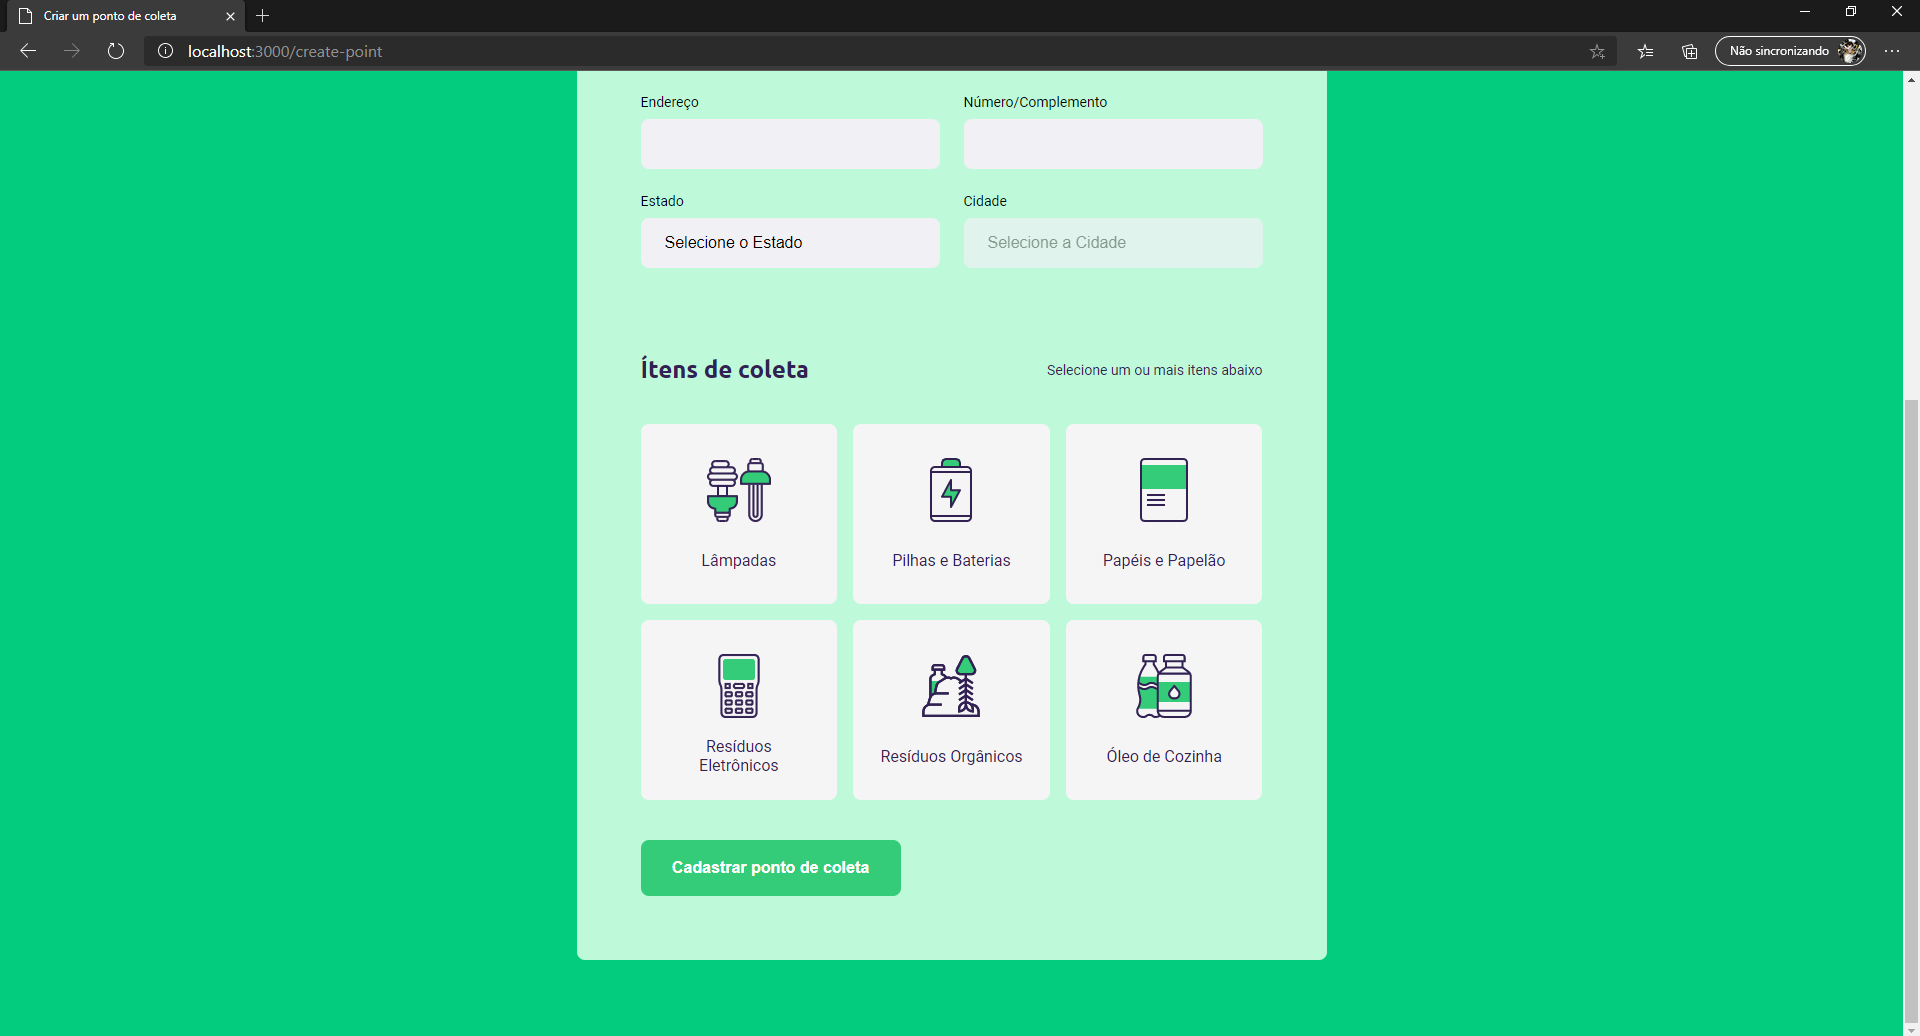 Criar um ponto de coleta
localhost:3000/create-point
Não sincronizando
Endereço
Número/Complemento
Estado
Cidade
Selecione o Estado
Selecione a Cidade
Ítens de coleta
Selecione um ou mais itens abaixo
Lâmpadas
Pilhas e Baterias
Papéis e Papelão
Resíduos
Eletrônicos
Resíduos Orgânicos
Óleo de Cozinha
Cadastrar ponto de coleta